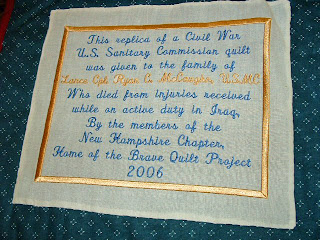 This replica of a Civil War
U.S. Sanitary Commission quilt
was given to the family of
Lance Cpl Ryan U.S.M.C.
Who died from injuries received
while on active duty in Iraq,
By the members of the
New Hampshire Chapter,
Home of the Brave Quilt Project
2006